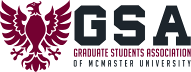 GSA
GRADUATE STUDENTS ASSOCIATION
OF MCMASTER UNIVERSITY